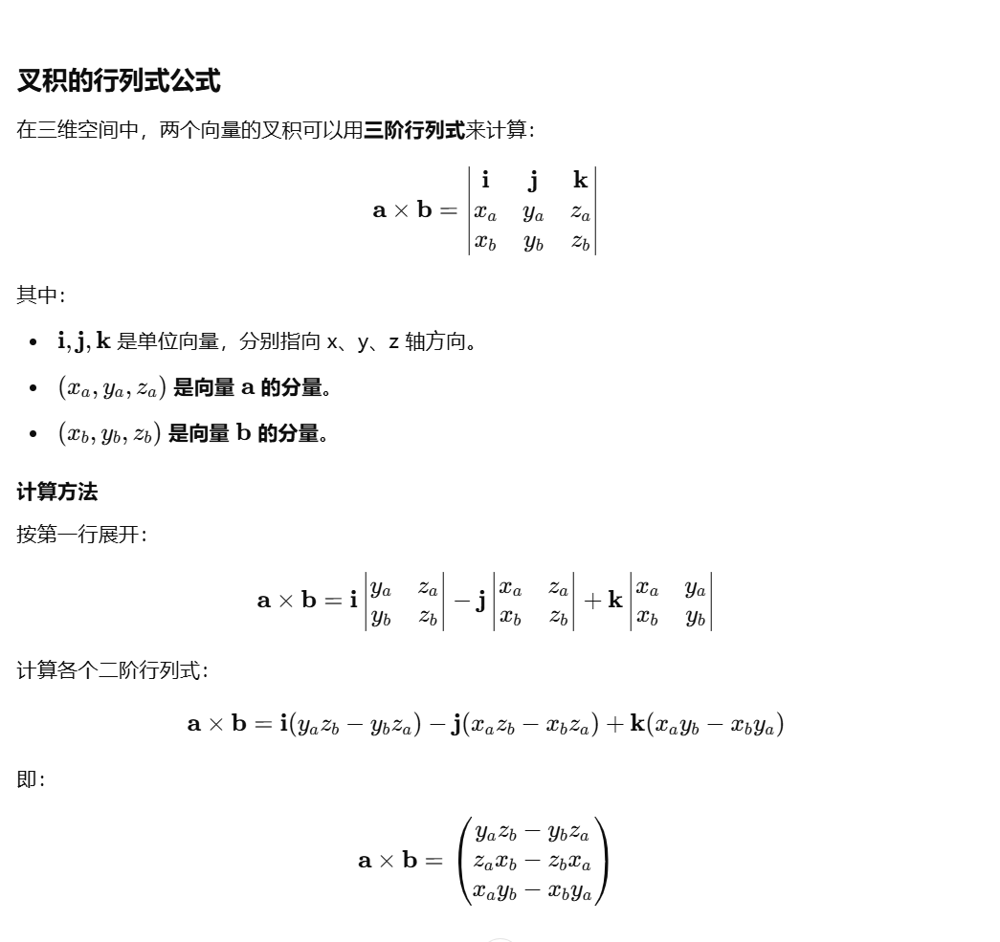 叉积的行列式公式
在三维空间中，两个向量的叉积可以用三阶行列式来计算：
$$\mathbf{a} \times \mathbf{b} = \begin{vmatrix} \mathbf{i} & \mathbf{j} & \mathbf{k} \\ x_a & y_a & z_a \\ x_b & y_b & z_b \end{vmatrix}$$
其中：
• $\mathbf{i}, \mathbf{j}, \mathbf{k}$ 是单位向量，分别指向 x、y、z 轴方向。
• $(x_a, y_a, z_a)$ 是向量 $\mathbf{a}$ 的分量。
• $(x_b, y_b, z_b)$ 是向量 $\mathbf{b}$ 的分量。
计算方法
按第一行展开：
$$\mathbf{a} \times \mathbf{b} = \mathbf{i} \begin{vmatrix} y_a & z_a \\ y_b & z_b \end{vmatrix} - \mathbf{j} \begin{vmatrix} x_a & z_a \\ x_b & z_b \end{vmatrix} + \mathbf{k} \begin{vmatrix} x_a & y_a \\ x_b & y_b \end{vmatrix}$$
计算各个二阶行列式：
$$\mathbf{a} \times \mathbf{b} = \mathbf{i}(y_a z_b - y_b z_a) - \mathbf{j}(x_a z_b - x_b z_a) + \mathbf{k}(x_a y_b - x_b y_a)$$
即：
$$\mathbf{a} \times \mathbf{b} = \begin{pmatrix} y_a z_b - y_b z_a \\ z_a x_b - z_b x_a \\ x_a y_b - x_b y_a \end{pmatrix}$$